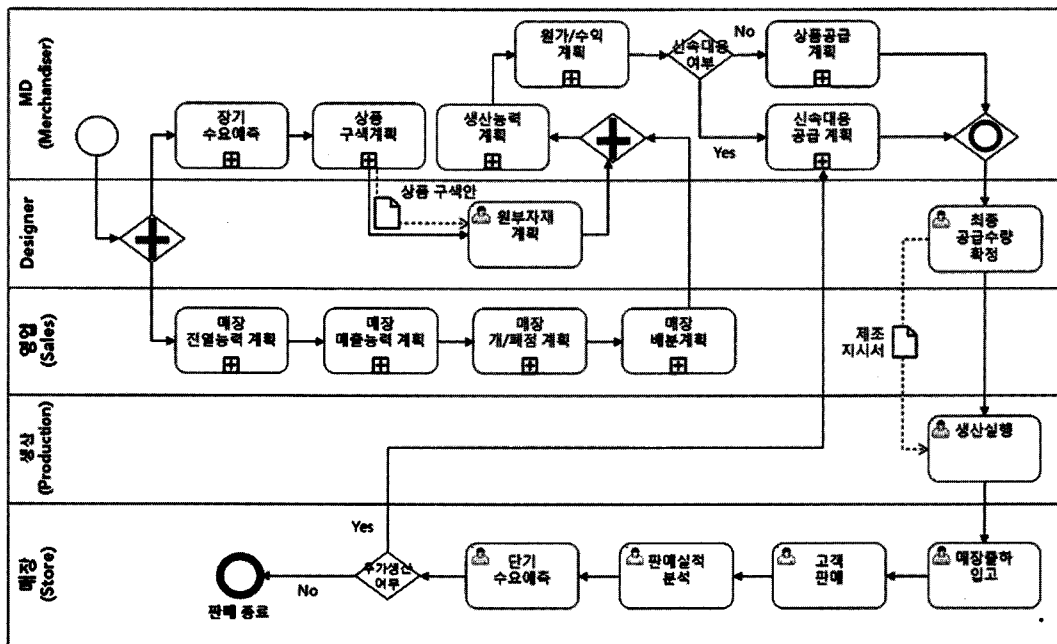 MD
(Merchandiser)
원가/수익
계획
신속대응
여부
No
Yes
상품공급
계획
장기
수요예측
상품
구색계획
생산능력
계획
신속대응
공급 계획
Designer
상품 구색안
원부자재
계획
최종
공급수량
확정
영업
(Sales)
매장
진열능력 계획
매장
매출능력 계획
매장
개/폐점 계획
매장
배분계획
제조
지시서
생산
(Production)
생산실행
매장
(Store)
Yes
No
판매 종료
추가생산
여부
단기
수요예측
판매실적
분석
고객
판매
매장출하
입고